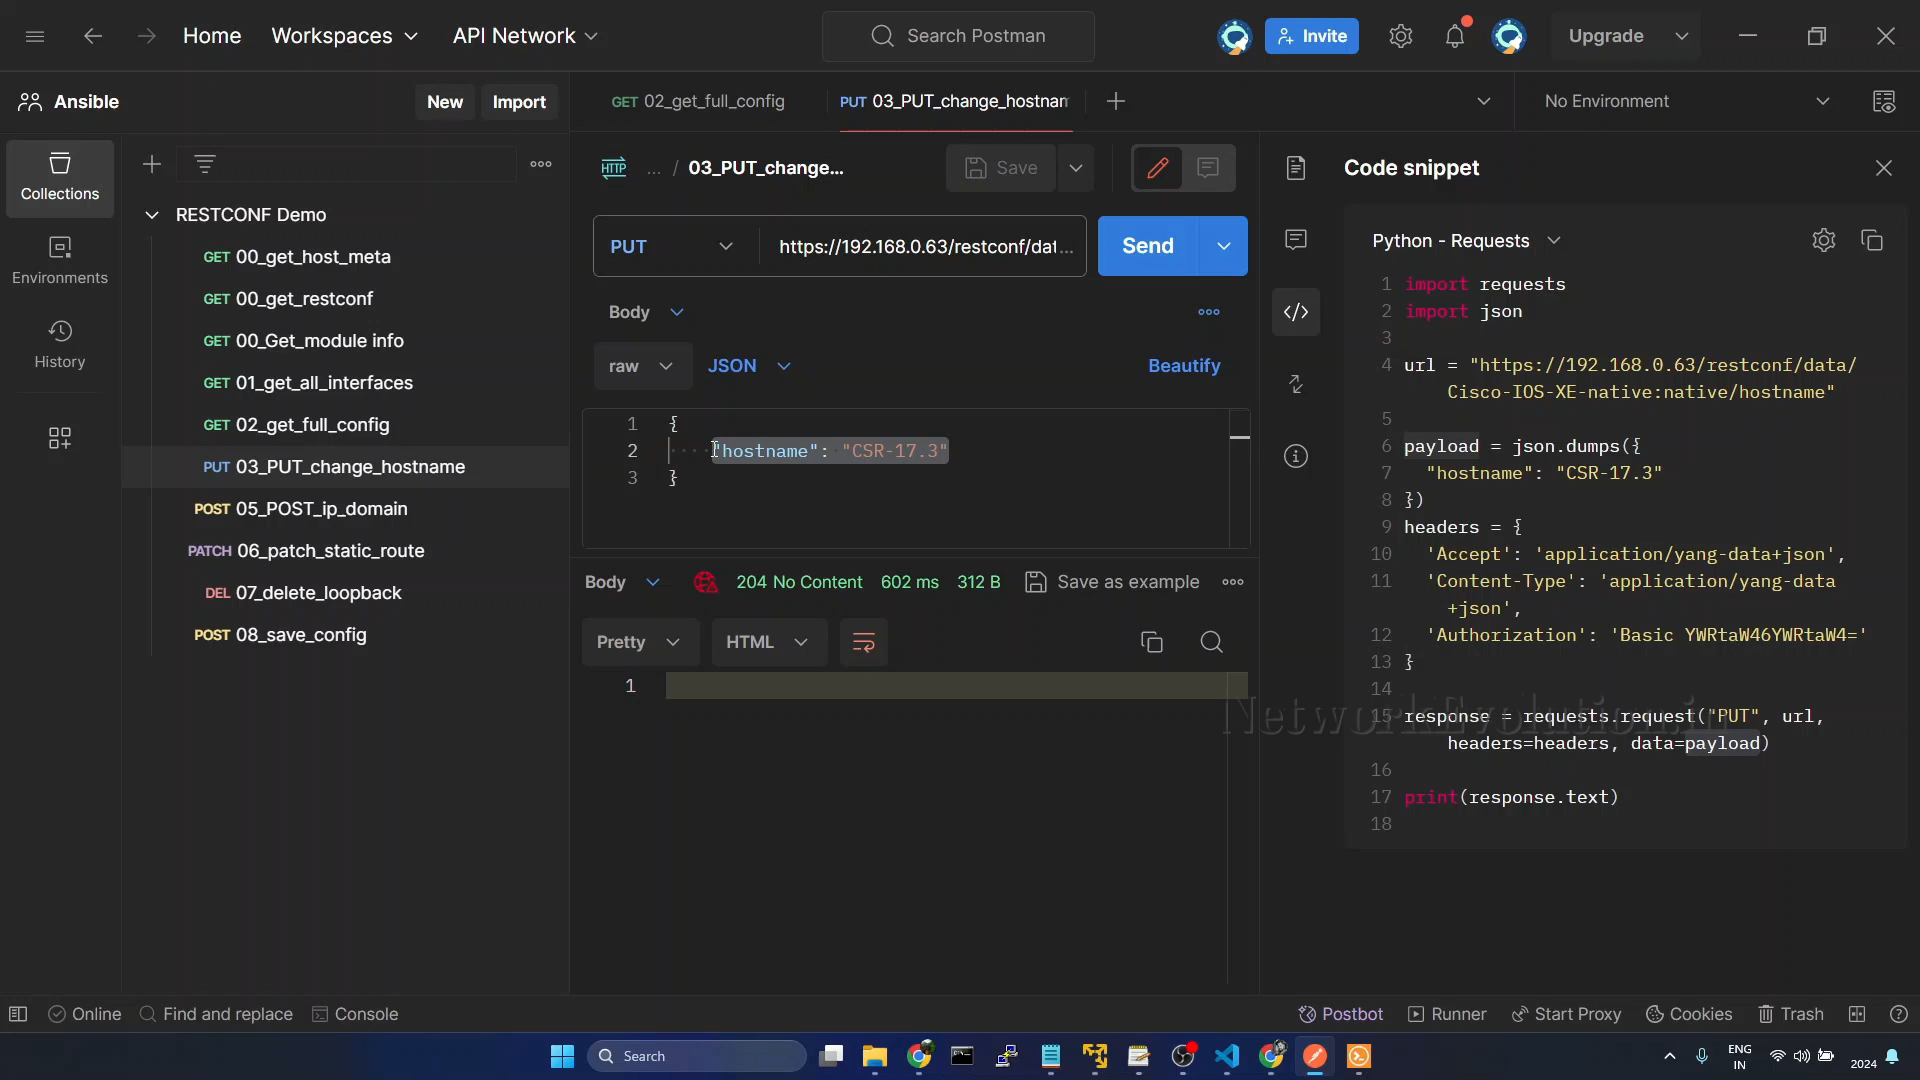 Home
Workspaces
API Network
Search Postman
Invite
Upgrade
Ansible
New
Import
GET 02_get_full_config
PUT 03_PUT_change_hostnam
No Environment
Collections
Environments
History
RESTCONF Demo
GET 00_get_host_meta
GET 00_get_restconf
GET 00_Get_module info
GET 01_get_all_interfaces
GET 02_get_full_config
PUT 03_PUT_change_hostname
POST 05_POST_ip_domain
PATCH 06_patch_static_route
DEL 07_delete_loopback
POST 08_save_config
HTTP
... / 03_PUT_change...
Save
PUT
https://192.168.0.63/restconf/dat...
Send
Body
raw
JSON
Beautify
1 {
2 ····"hostname":·"CSR-17.3"
3 }
Body
204 No Content
602 ms
312 B
Save as example
Pretty
HTML
1
Code snippet
Python - Requests
1 import requests
2 import json
3
4 url = "https://192.168.0.63/restconf/data/
Cisco-IOS-XE-native:native/hostname"
5
6 payload = json.dumps({
7 "hostname": "CSR-17.3"
8 })
9 headers = {
10 'Accept': 'application/yang-data+json',
11 'Content-Type': 'application/yang-data
+json',
12 'Authorization': 'Basic YWRtaW46YWRtaW4='
13 }
14
15 response = requests.request("PUT", url,
headers=headers, data=payload)
16
17 print(response.text)
18
NetworkEvolution.in
Online
Find and replace
Console
Postbot
Runner
Start Proxy
Cookies
Trash
Search
ENG
IN
2024